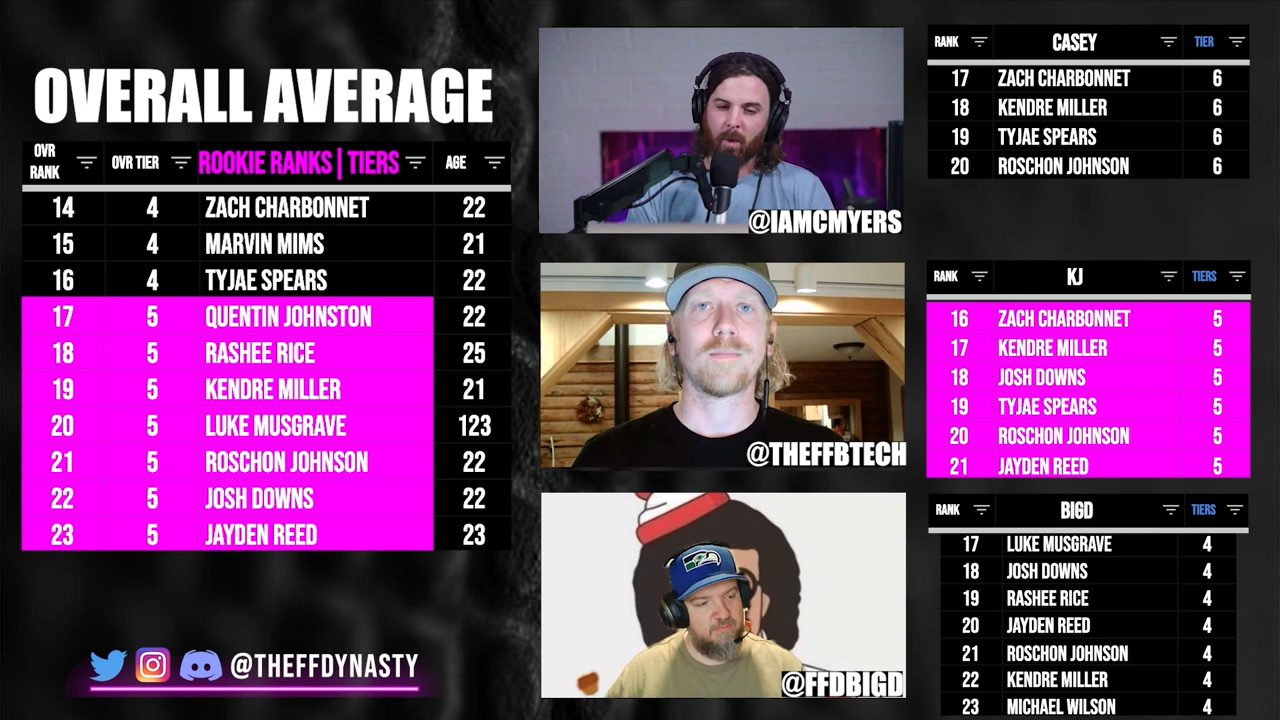 OVERALL AVERAGE
OVR RANK OVR TIER ROOKIE RANKS | TIERS AGE
14 4 ZACH CHARBONNET 22
15 4 MARVIN MIMS 21
16 4 TYJAE SPEARS 22
17 5 QUENTIN JOHNSTON 22
18 5 RASHEE RICE 25
19 5 KENDRE MILLER 21
20 5 LUKE MUSGRAVE 123
21 5 ROSCHON JOHNSON 22
22 5 JOSH DOWNS 22
23 5 JAYDEN REED 23
@THEFFDYNASTY
@IAMCMYERS
@THEFFBTECH
@FFDBIGD
RANK CASEY TIER
17 ZACH CHARBONNET 6
18 KENDRE MILLER 6
19 TYJAE SPEARS 6
20 ROSCHON JOHNSON 6
RANK KJ TIERS
16 ZACH CHARBONNET 5
17 KENDRE MILLER 5
18 JOSH DOWNS 5
19 TYJAE SPEARS 5
20 ROSCHON JOHNSON 5
21 JAYDEN REED 5
RANK BIGD TIERS
17 LUKE MUSGRAVE 4
18 JOSH DOWNS 4
19 RASHEE RICE 4
20 JAYDEN REED 4
21 ROSCHON JOHNSON 4
22 KENDRE MILLER 4
23 MICHAEL WILSON 4